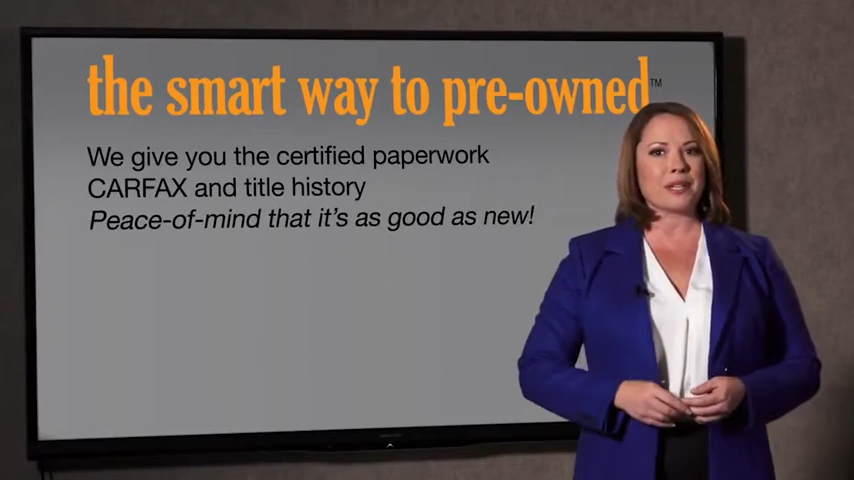 the smart way to pre-owned™
We give you the certified paperwork
CARFAX and title history
Peace-of-mind that it's as good as new!